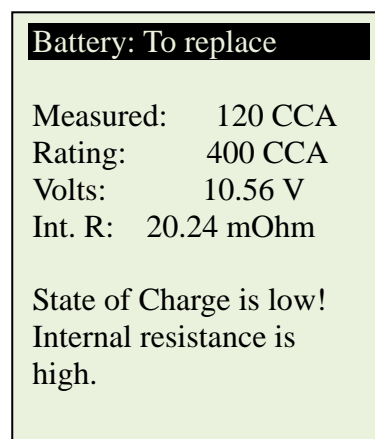 Battery: To replace
Measured: 120 CCA
Rating: 400 CCA
Volts: 10.56 V
Int. R: 20.24 mOhm
State of Charge is low!
Internal resistance is
high.